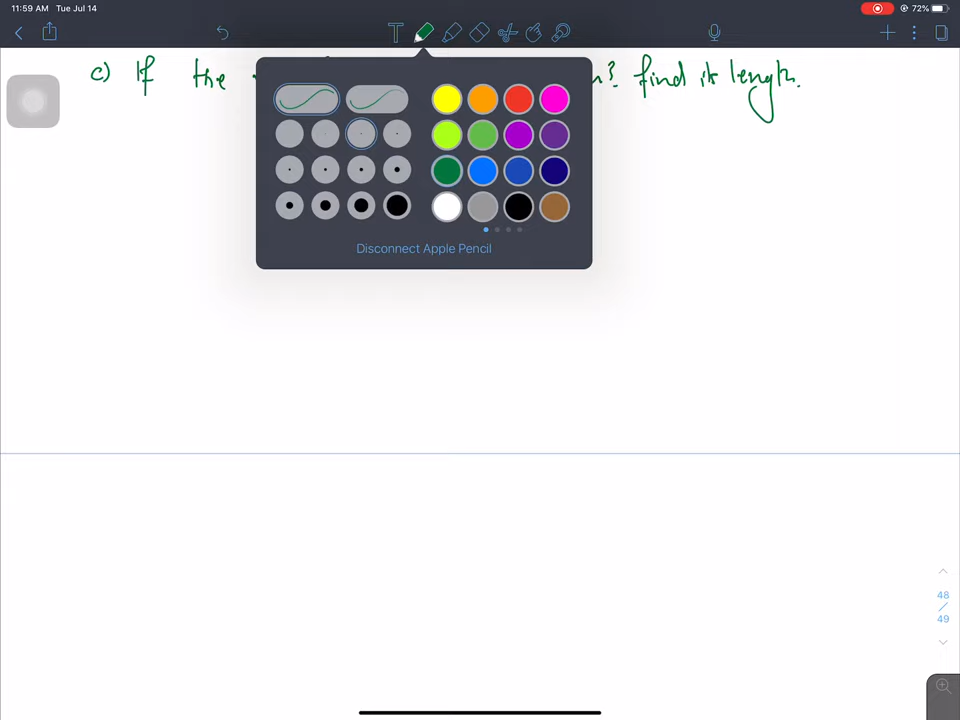 11:59 AM Tue Jul 14
72%
T
c) If the find its length.
Disconnect Apple Pencil
48
/
49